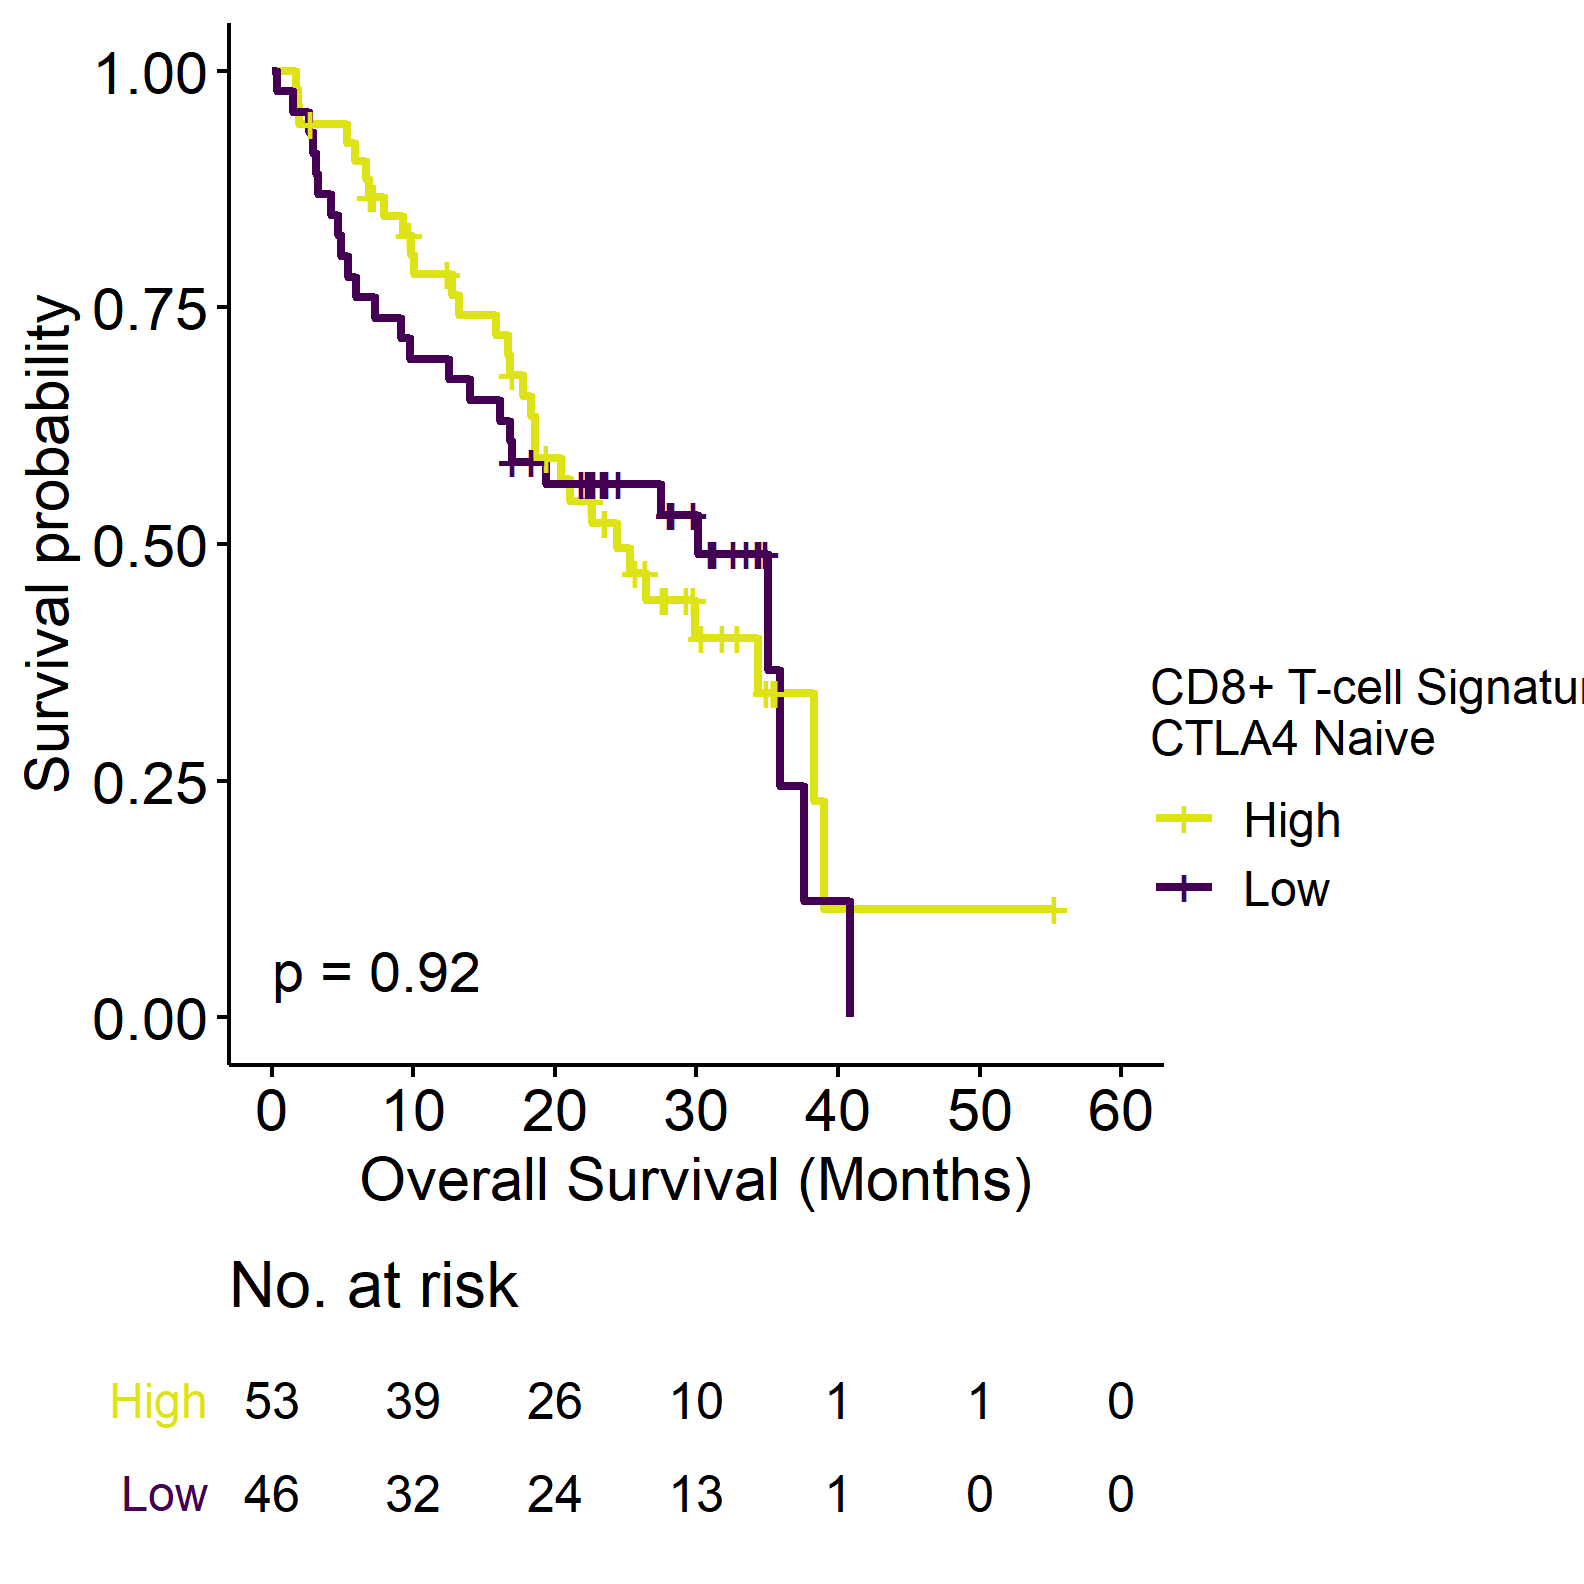 1.00
0.75
0.50
0.25
0.00
Survival probability
p = 0.92
0 10 20 30 40 50 60
Overall Survival (Months)
CD8+ T-cell Signatur
CTLA4 Naive
High
Low
No. at risk
High 53 39 26 10 1 1 0
Low 46 32 24 13 1 0 0